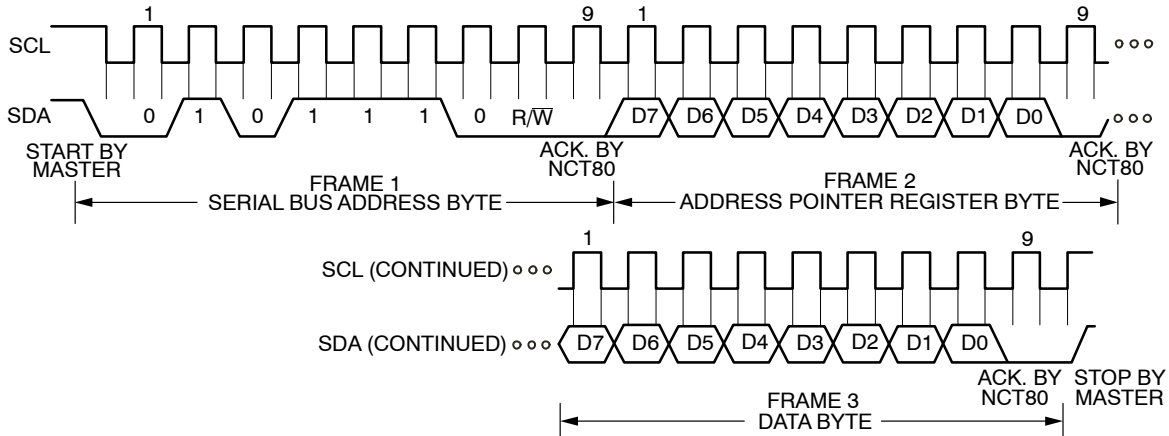 1 9 1 9
SCL
SDA 0 1 0 1 1 1 0 R/W̅ D7 D6 D5 D4 D3 D2 D1 D0
START BY MASTER
ACK. BY NCT80
ACK. BY NCT80
FRAME 1
SERIAL BUS ADDRESS BYTE
FRAME 2
ADDRESS POINTER REGISTER BYTE
1 9
SCL (CONTINUED)
SDA (CONTINUED) D7 D6 D5 D4 D3 D2 D1 D0
ACK. BY NCT80
STOP BY MASTER
FRAME 3
DATA BYTE